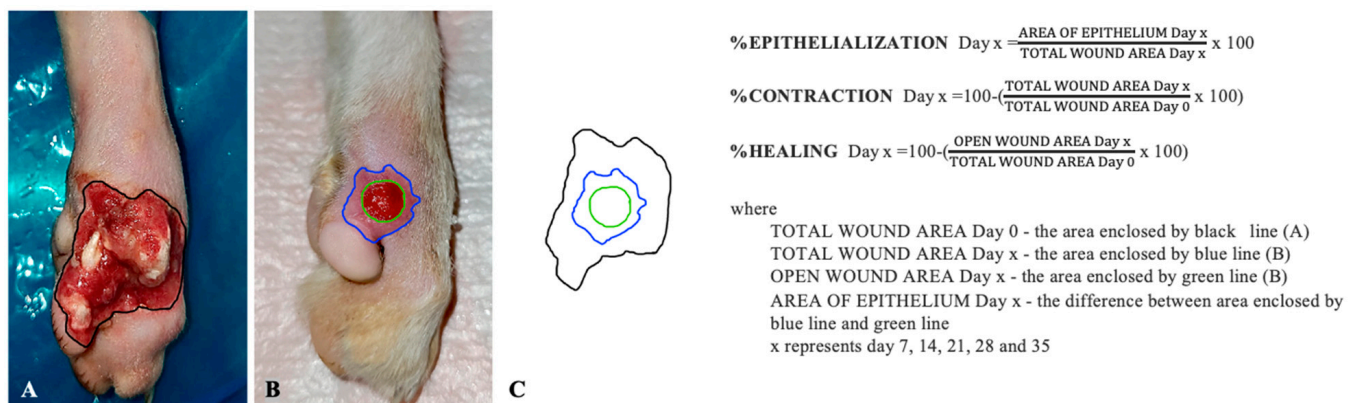 A
B
C
%EPITHELIALIZATION Day x = AREA OF EPITHELIUM Day x / TOTAL WOUND AREA Day x x 100
%CONTRACTION Day x =100-( TOTAL WOUND AREA Day x / TOTAL WOUND AREA Day 0 x 100)
%HEALING Day x =100-( OPEN WOUND AREA Day x / TOTAL WOUND AREA Day 0 x 100)
where
TOTAL WOUND AREA Day 0 - the area enclosed by black line (A)
TOTAL WOUND AREA Day x - the area enclosed by blue line (B)
OPEN WOUND AREA Day x - the area enclosed by green line (B)
AREA OF EPITHELIUM Day x - the difference between area enclosed by
blue line and green line
x represents day 7, 14, 21, 28 and 35